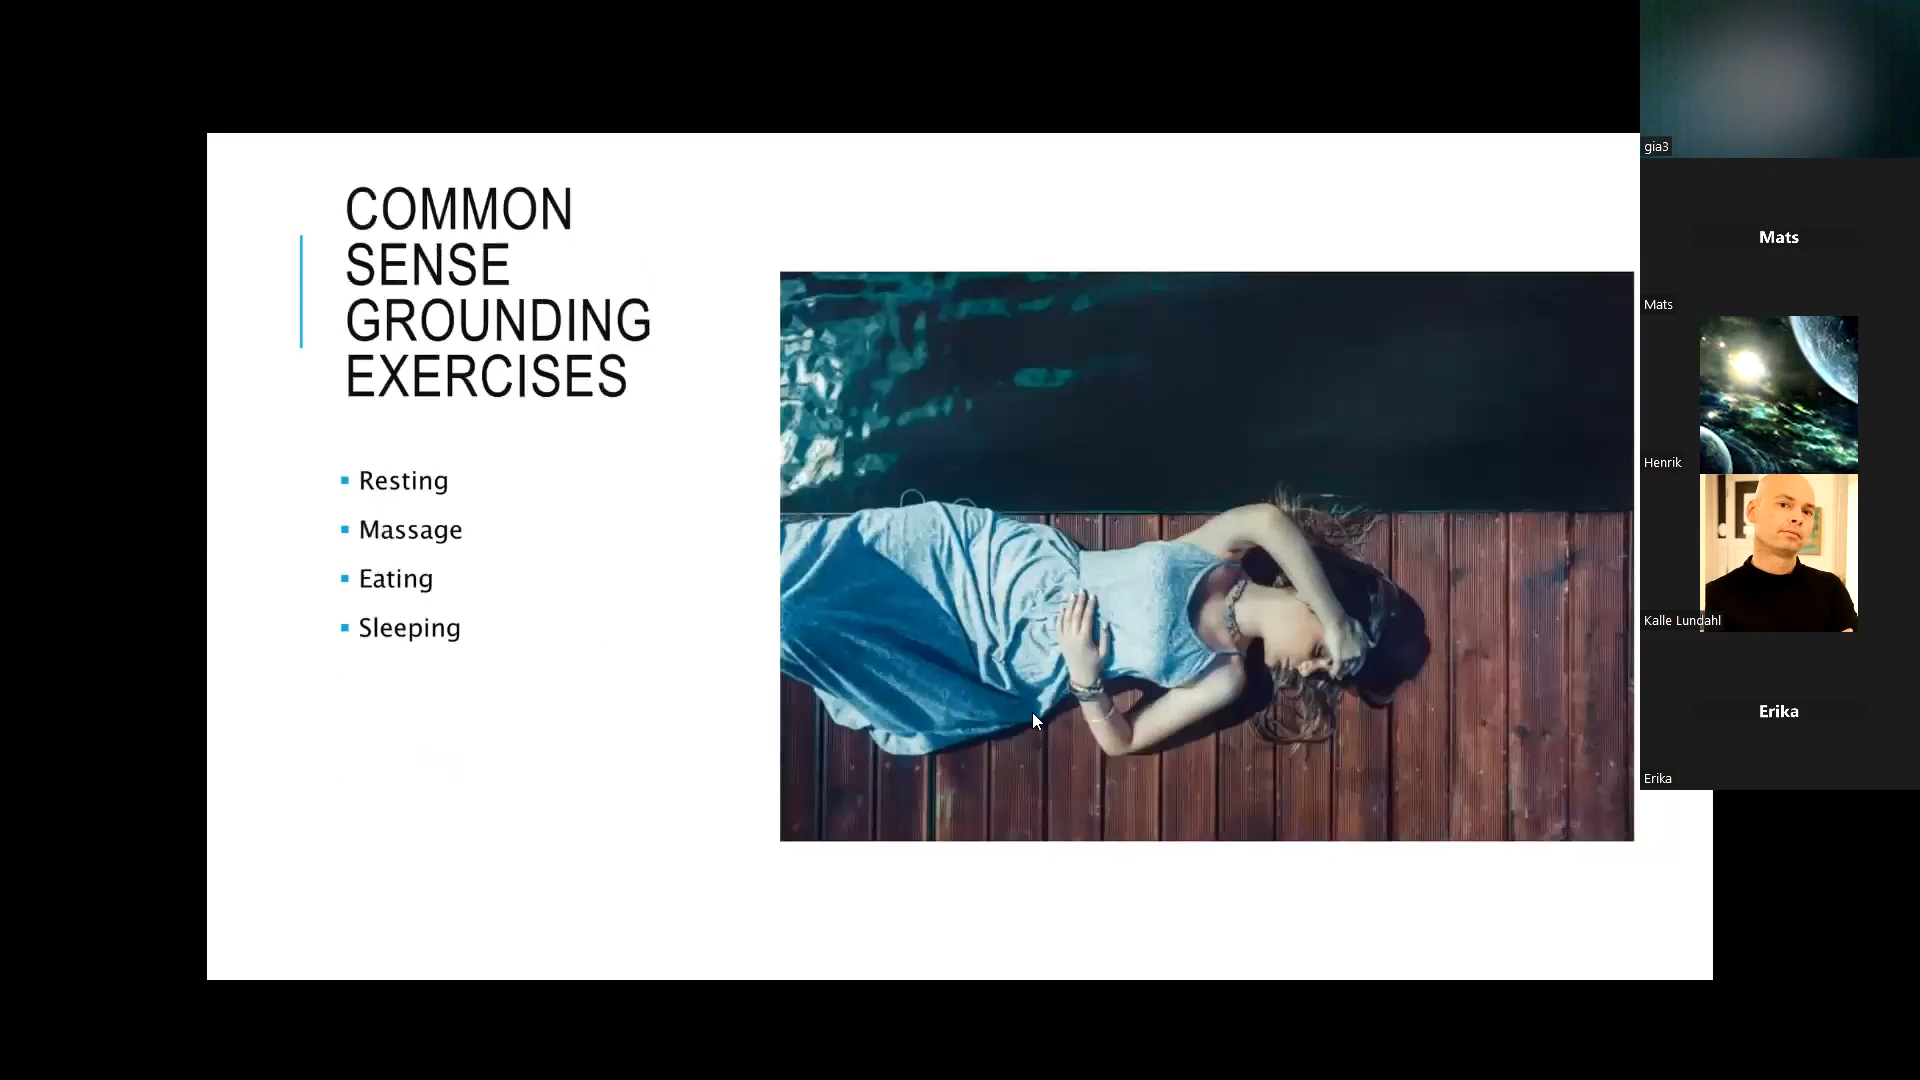 COMMON
SENSE
GROUNDING
EXERCISES
Resting
Massage
Eating
Sleeping
gia3
Mats
Mats
Henrik
Kalle Lundahl
Erika
Erika